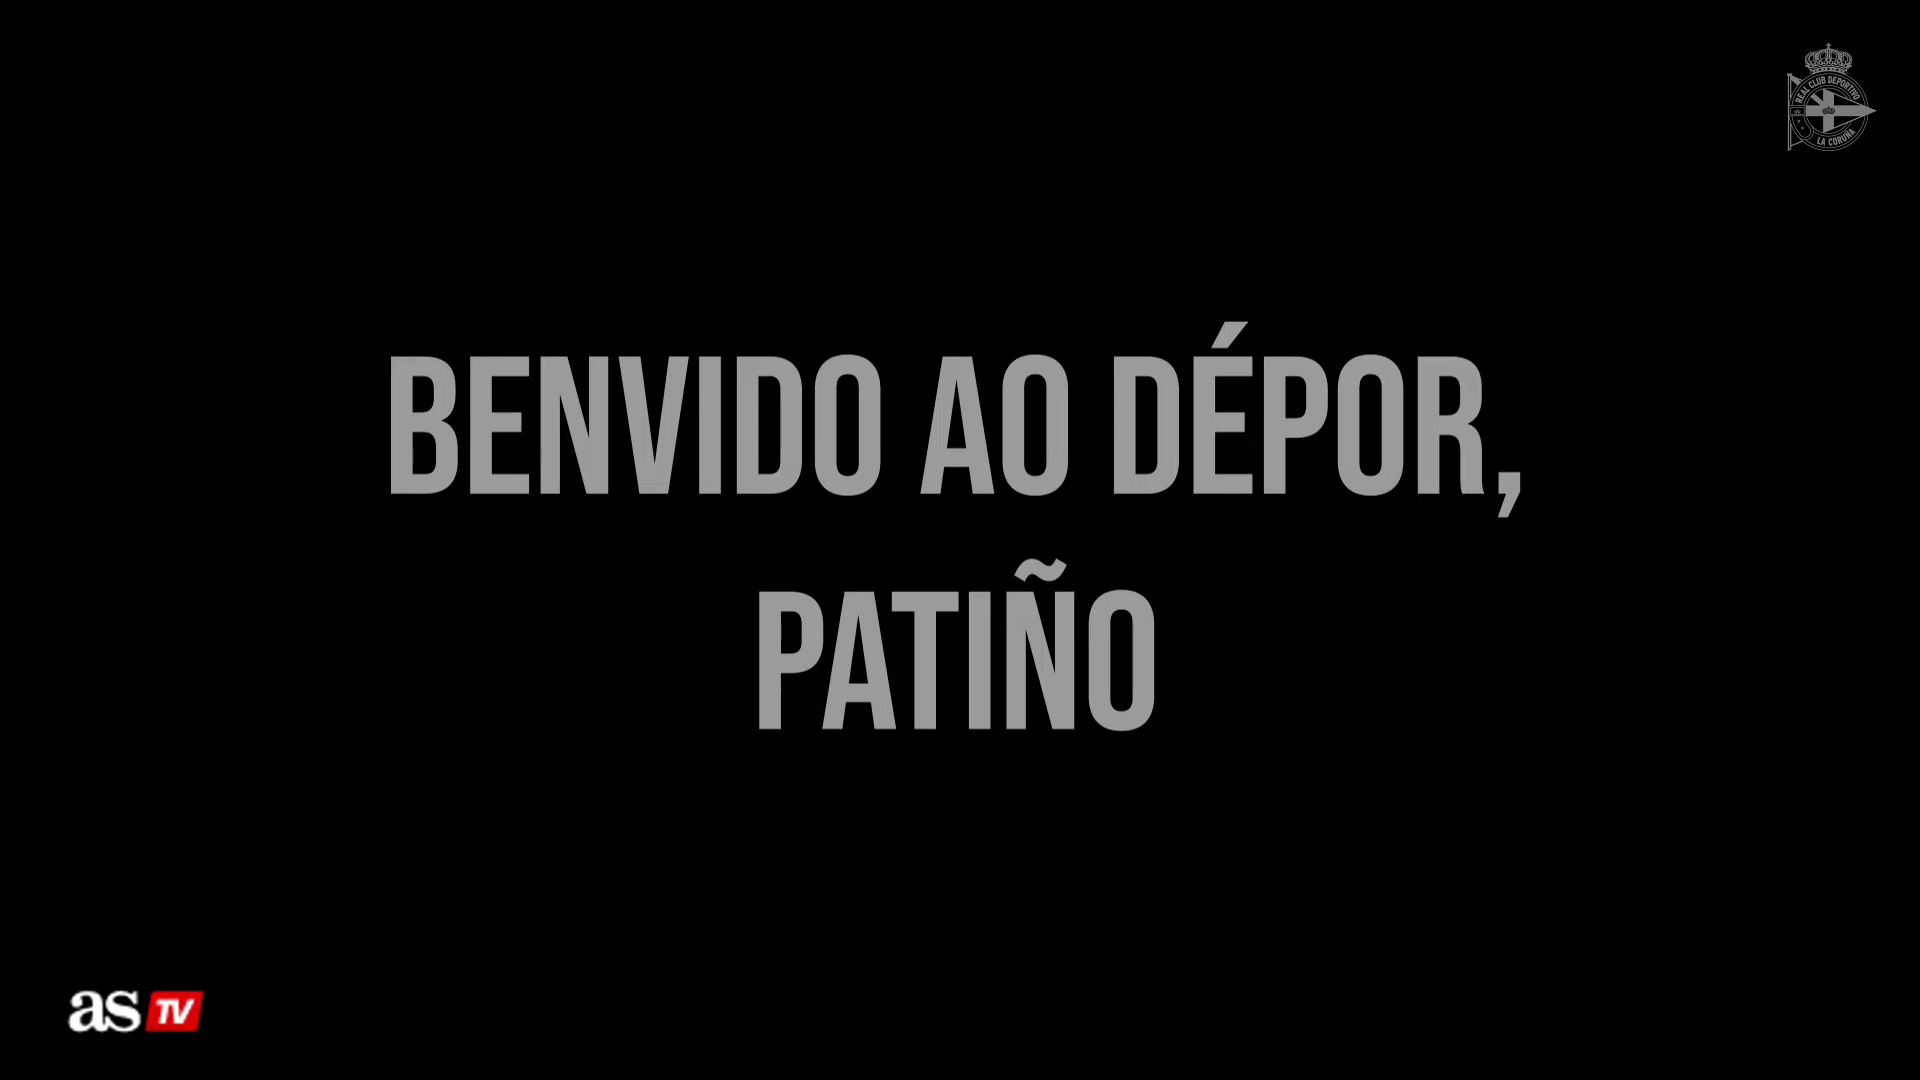 REAL CLUB DEPORTIVO
LA CORUÑA
BENVIDO AO DÉPOR,
PATIÑO
as TV